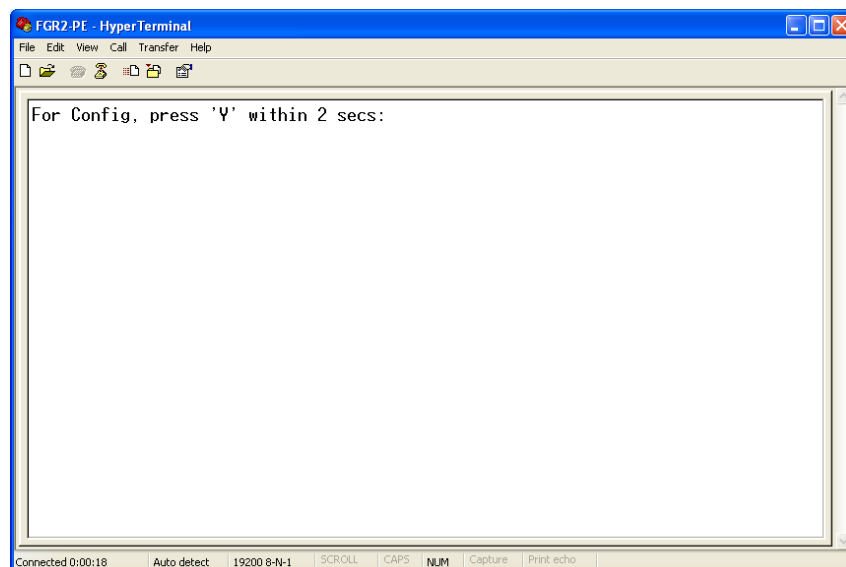 FGR2-PE - HyperTerminal
File Edit View Call Transfer Help
For Config, press 'Y' within 2 secs:
Connected 0:00:18 Auto detect 19200 8-N-1 SCROLL CAPS NUM Capture Print echo